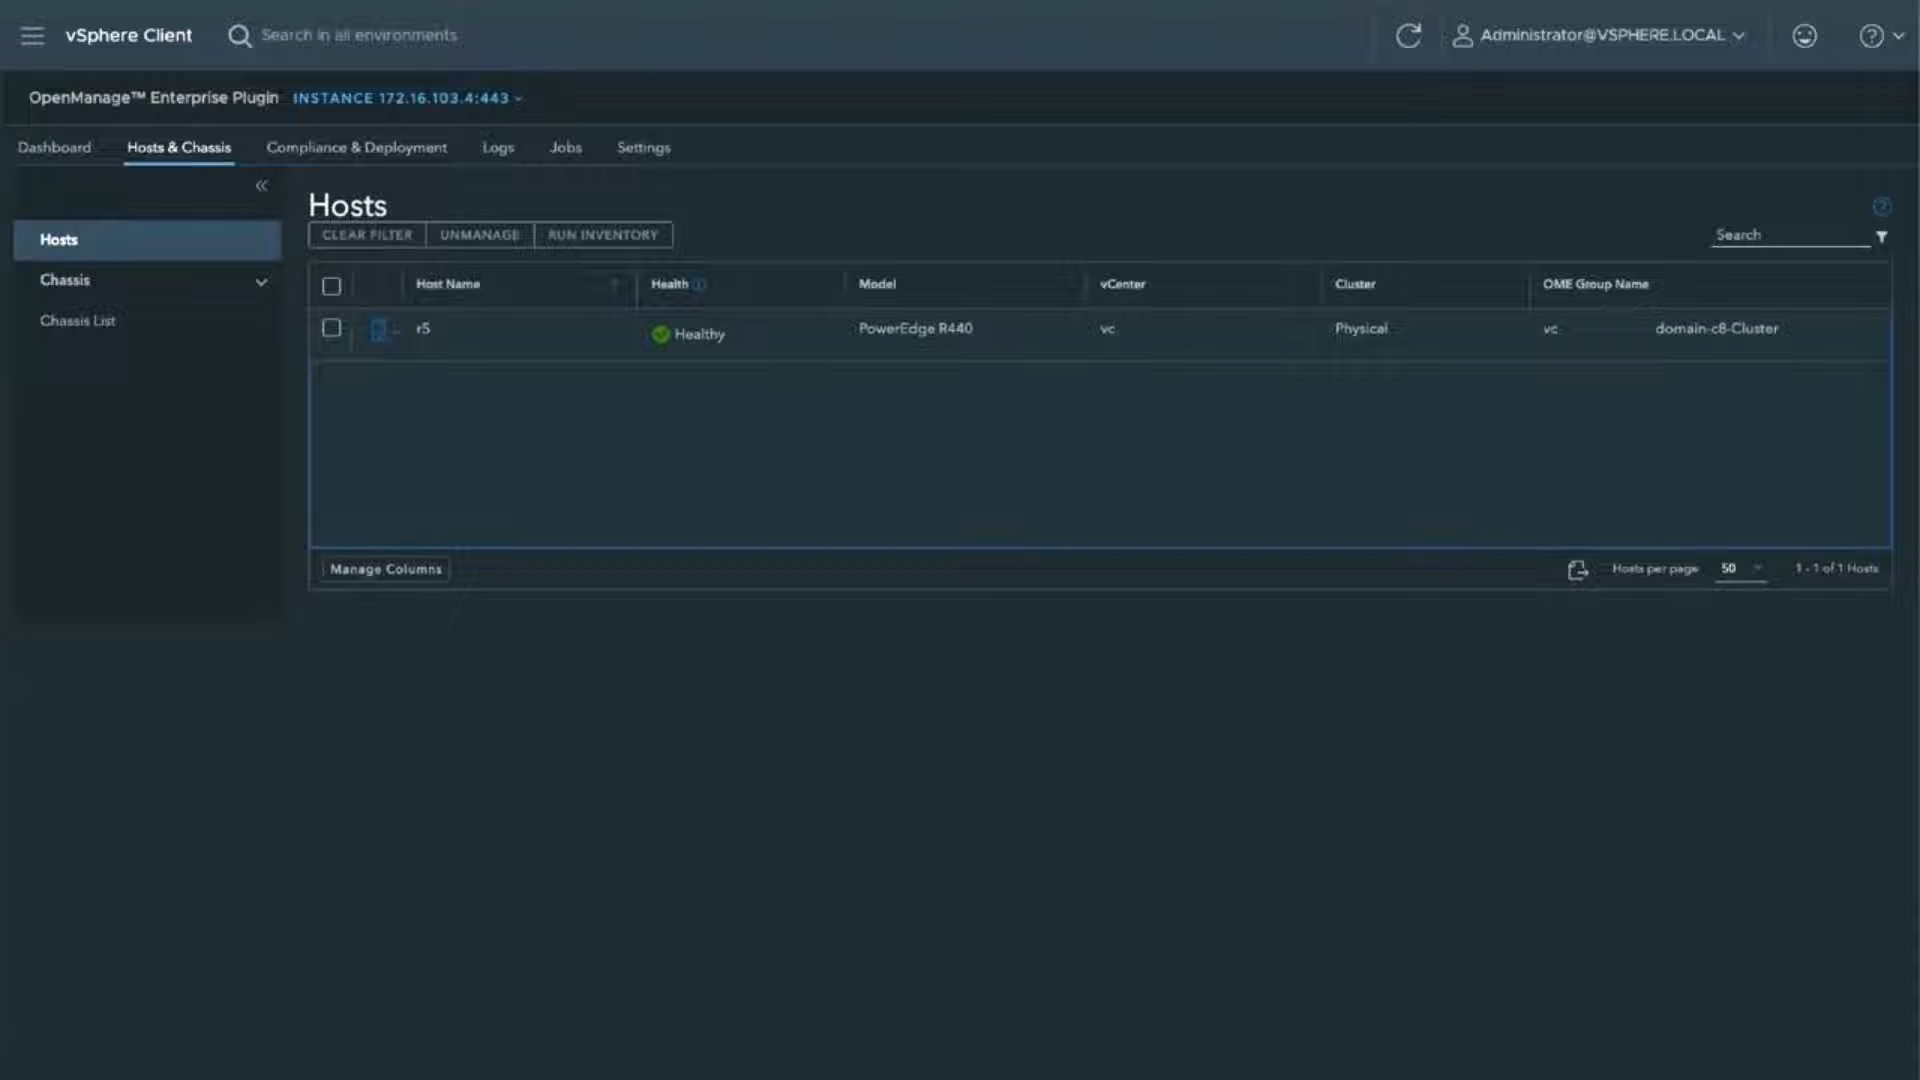 vSphere Client
Search in all environments
Administrator@VSPHERE.LOCAL
OpenManage™ Enterprise Plugin INSTANCE 172.16.103.4:443
Dashboard Hosts & Chassis Compliance & Deployment Logs Jobs Settings
Hosts
CLEAR FILTER UNMANAGE RUN INVENTORY
Search
Hosts
Chassis
Chassis List
Host Name Health Model vCenter Cluster OME Group Name
r5 Healthy PowerEdge R440 vc Physical vc domain-c8-Cluster
Manage Columns
Hosts per page 50 1 - 1 of 1 Hosts